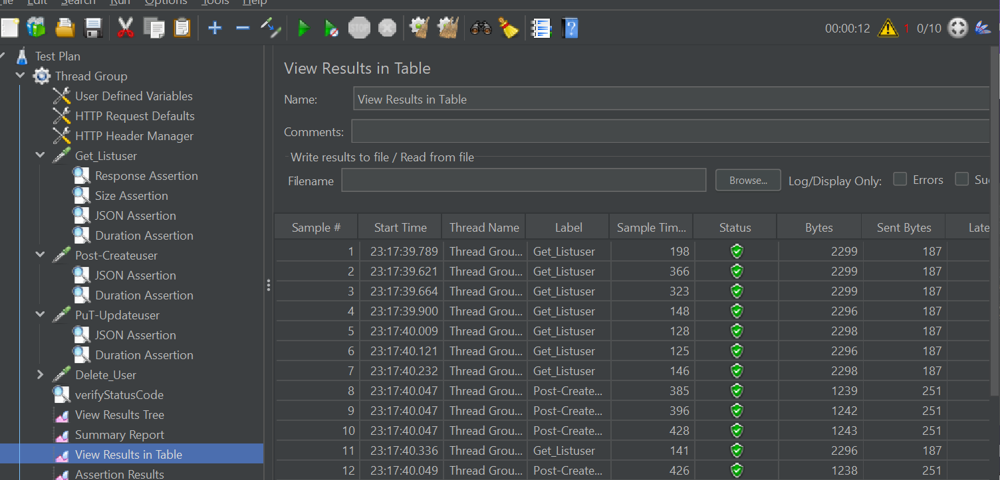 File Edit Search Run Options Tools Help
STOP
00:00:12 1 0/10
Test Plan
Thread Group
User Defined Variables
HTTP Request Defaults
HTTP Header Manager
Get_Listuser
Response Assertion
Size Assertion
JSON Assertion
Duration Assertion
Post-Createuser
JSON Assertion
Duration Assertion
PuT-Updateuser
JSON Assertion
Duration Assertion
Delete_User
verifyStatusCode
View Results Tree
Summary Report
View Results in Table
Assertion Results
View Results in Table
Name: View Results in Table
Comments:
Write results to file / Read from file
Filename Browse... Log/Display Only: Errors Suc
Sample # Start Time Thread Name Label Sample Tim... Status Bytes Sent Bytes Late
1 23:17:39.789 Thread Grou... Get_Listuser 198 2299 187
2 23:17:39.621 Thread Grou... Get_Listuser 366 2299 187
3 23:17:39.664 Thread Grou... Get_Listuser 323 2299 187
4 23:17:39.900 Thread Grou... Get_Listuser 148 2296 187
5 23:17:40.009 Thread Grou... Get_Listuser 128 2298 187
6 23:17:40.121 Thread Grou... Get_Listuser 125 2296 187
7 23:17:40.232 Thread Grou... Get_Listuser 146 2298 187
8 23:17:40.047 Thread Grou... Post-Create... 385 1239 251
9 23:17:40.047 Thread Grou... Post-Create... 396 1242 251
10 23:17:40.047 Thread Grou... Post-Create... 428 1243 251
11 23:17:40.336 Thread Grou... Get_Listuser 141 2296 187
12 23:17:40.049 Thread Grou... Post-Create... 426 1238 251